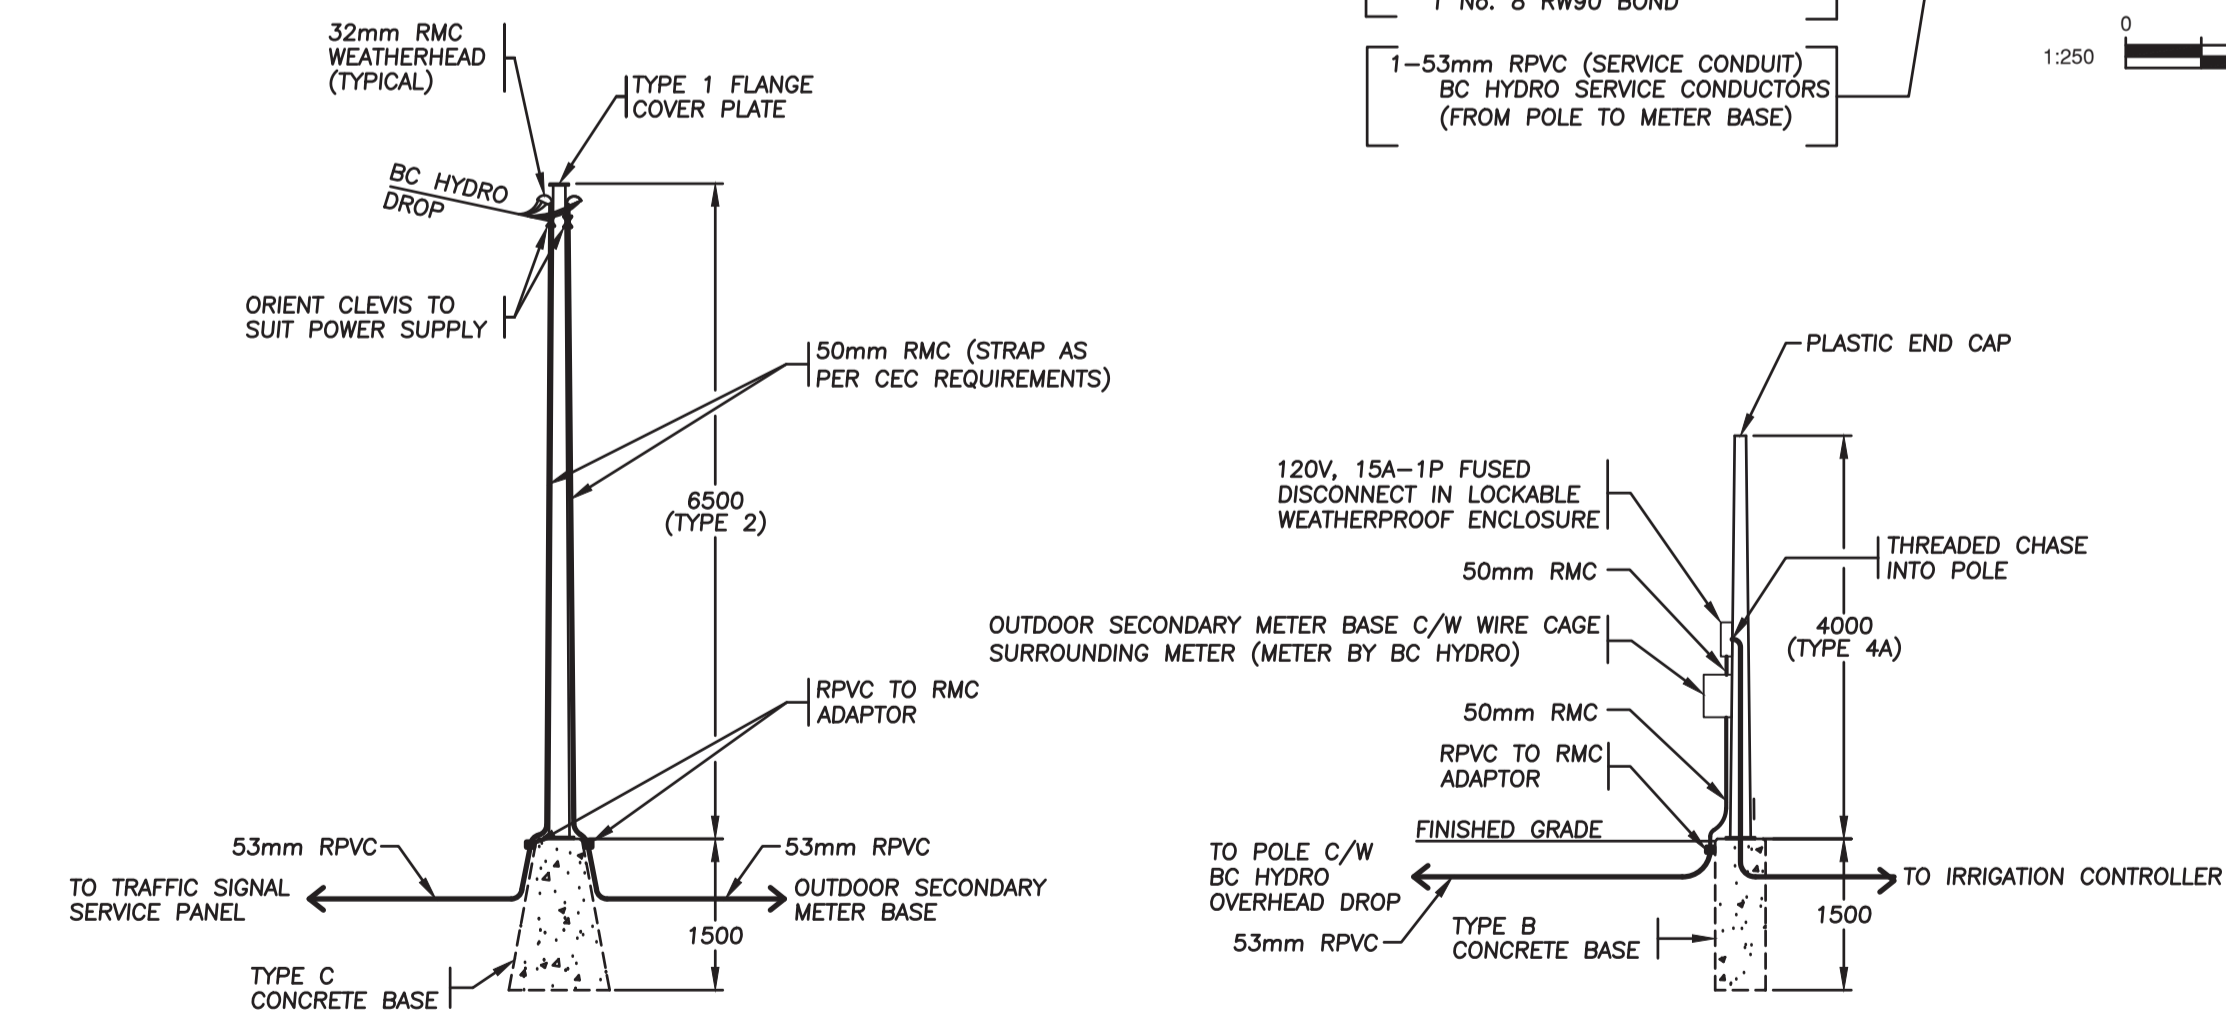 1 No. 8 RW90 BOND
1-53mm RPVC (SERVICE CONDUIT)
BC HYDRO SERVICE CONDUCTORS
(FROM POLE TO METER BASE)
1:250
0
32mm RMC
WEATHERHEAD
(TYPICAL)
TYPE 1 FLANGE
COVER PLATE
BC HYDRO
DROP
ORIENT CLEVIS TO
SUIT POWER SUPPLY
50mm RMC (STRAP AS
PER CEC REQUIREMENTS)
6500
(TYPE 2)
RPVC TO RMC
ADAPTOR
53mm RPVC
53mm RPVC
TO TRAFFIC SIGNAL
SERVICE PANEL
OUTDOOR SECONDARY
METER BASE
1500
TYPE C
CONCRETE BASE
PLASTIC END CAP
120V, 15A-1P FUSED
DISCONNECT IN LOCKABLE
WEATHERPROOF ENCLOSURE
THREADED CHASE
INTO POLE
50mm RMC
OUTDOOR SECONDARY METER BASE C/W WIRE CAGE
SURROUNDING METER (METER BY BC HYDRO)
4000
(TYPE 4A)
50mm RMC
RPVC TO RMC
ADAPTOR
FINISHED GRADE
TO POLE C/W
BC HYDRO
OVERHEAD DROP
TO IRRIGATION CONTROLLER
53mm RPVC
TYPE B
CONCRETE BASE
1500